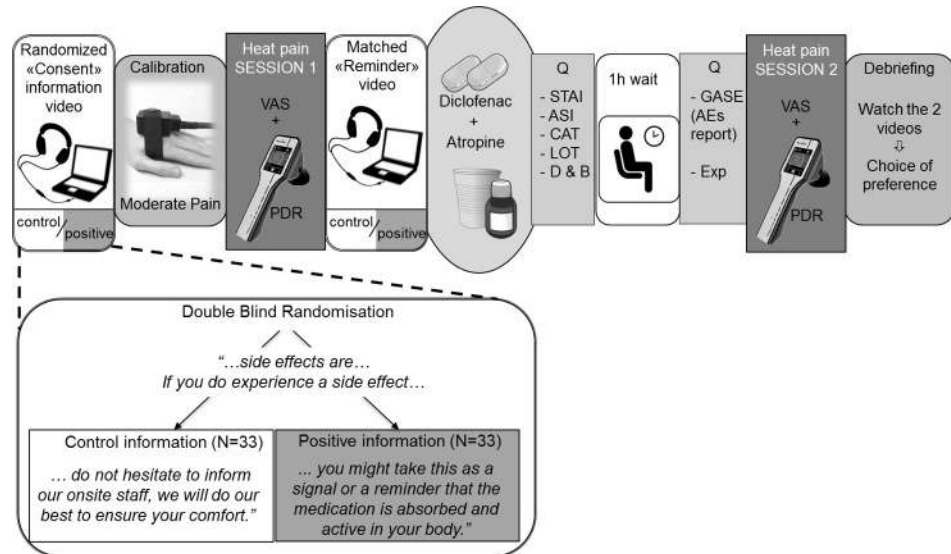 Randomized
«Consent»
information
video
control/
positive
Calibration
Moderate Pain
Heat pain
SESSION 1
VAS
+
PDR
Matched
«Reminder»
video
control/
positive
Diclofenac
+
Atropine
Q
- STAI
- ASI
- CAT
- LOT
- D & B
1h wait
Q
- GASE
(AEs
report)
- Exp
Heat pain
SESSION 2
VAS
+
PDR
Debriefing
Watch the 2
videos
⇩
Choice of
preference
Double Blind Randomisation
“…side effects are…
If you do experience a side effect…
Control information (N=33)
… do not hesitate to inform
our onsite staff, we will do our
best to ensure your comfort.”
Positive information (N=33)
... you might take this as a
signal or a reminder that the
medication is absorbed and
active in your body.”